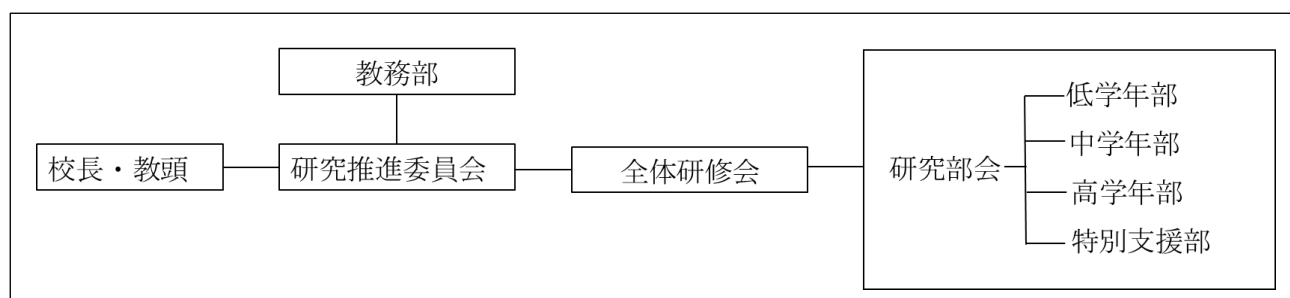 教務部
校長・教頭
研究推進委員会
全体研修会
研究部会
低学年部
中学年部
高学年部
特別支援部